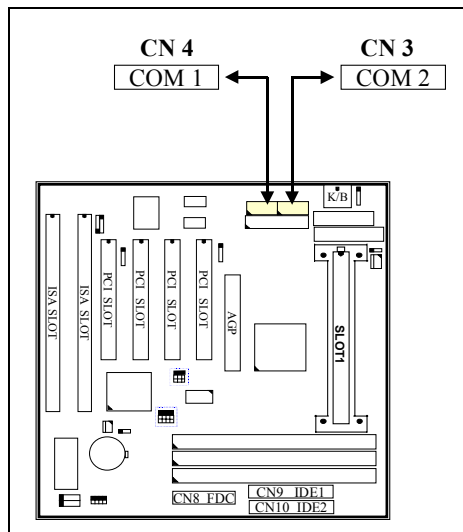 CN 4
CN 3
COM 1
COM 2
K/B
ISA SLOT
ISA SLOT
PCI SLOT
PCI SLOT
PCI SLOT
PCI SLOT
AGP
SLOT1
CN8 FDC
CN9 IDE1
CN10 IDE2